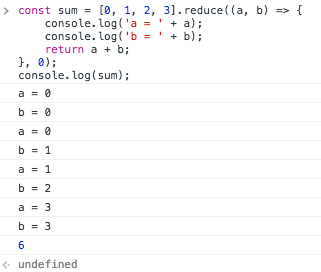 const sum = [0, 1, 2, 3].reduce((a, b) => {
    console.log('a = ' + a);
    console.log('b = ' + b);
    return a + b;
}, 0);
console.log(sum);
a = 0
b = 0
a = 0
b = 1
a = 1
b = 2
a = 3
b = 3
6
undefined